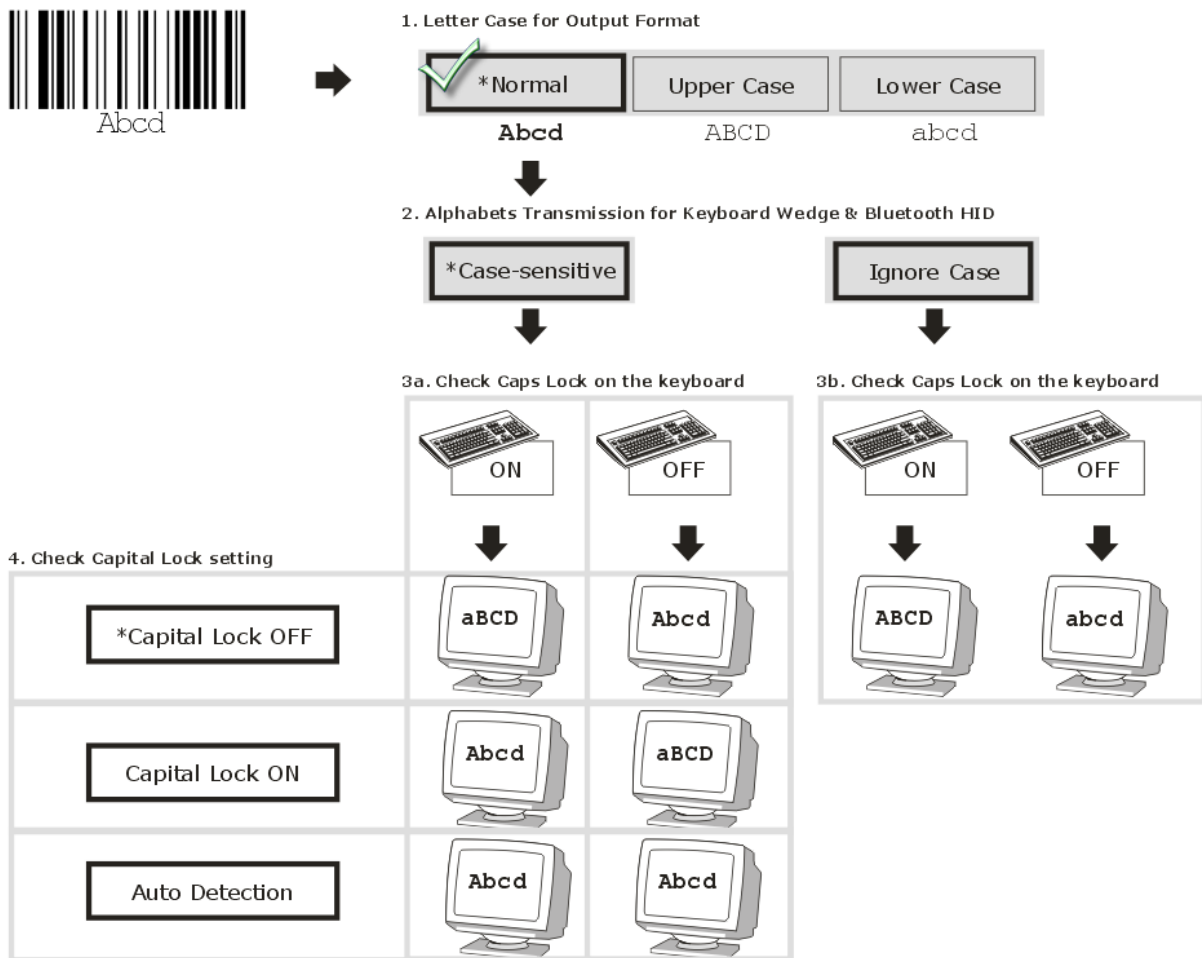 Abcd
1. Letter Case for Output Format
*Normal Upper Case Lower Case
Abcd ABCD abcd
2. Alphabets Transmission for Keyboard Wedge & Bluetooth HID
*Case-sensitive Ignore Case
3a. Check Caps Lock on the keyboard 3b. Check Caps Lock on the keyboard
ON OFF ON OFF
4. Check Capital Lock setting
*Capital Lock OFF aBCD Abcd ABCD abcd
Capital Lock ON Abcd aBCD
Auto Detection Abcd Abcd